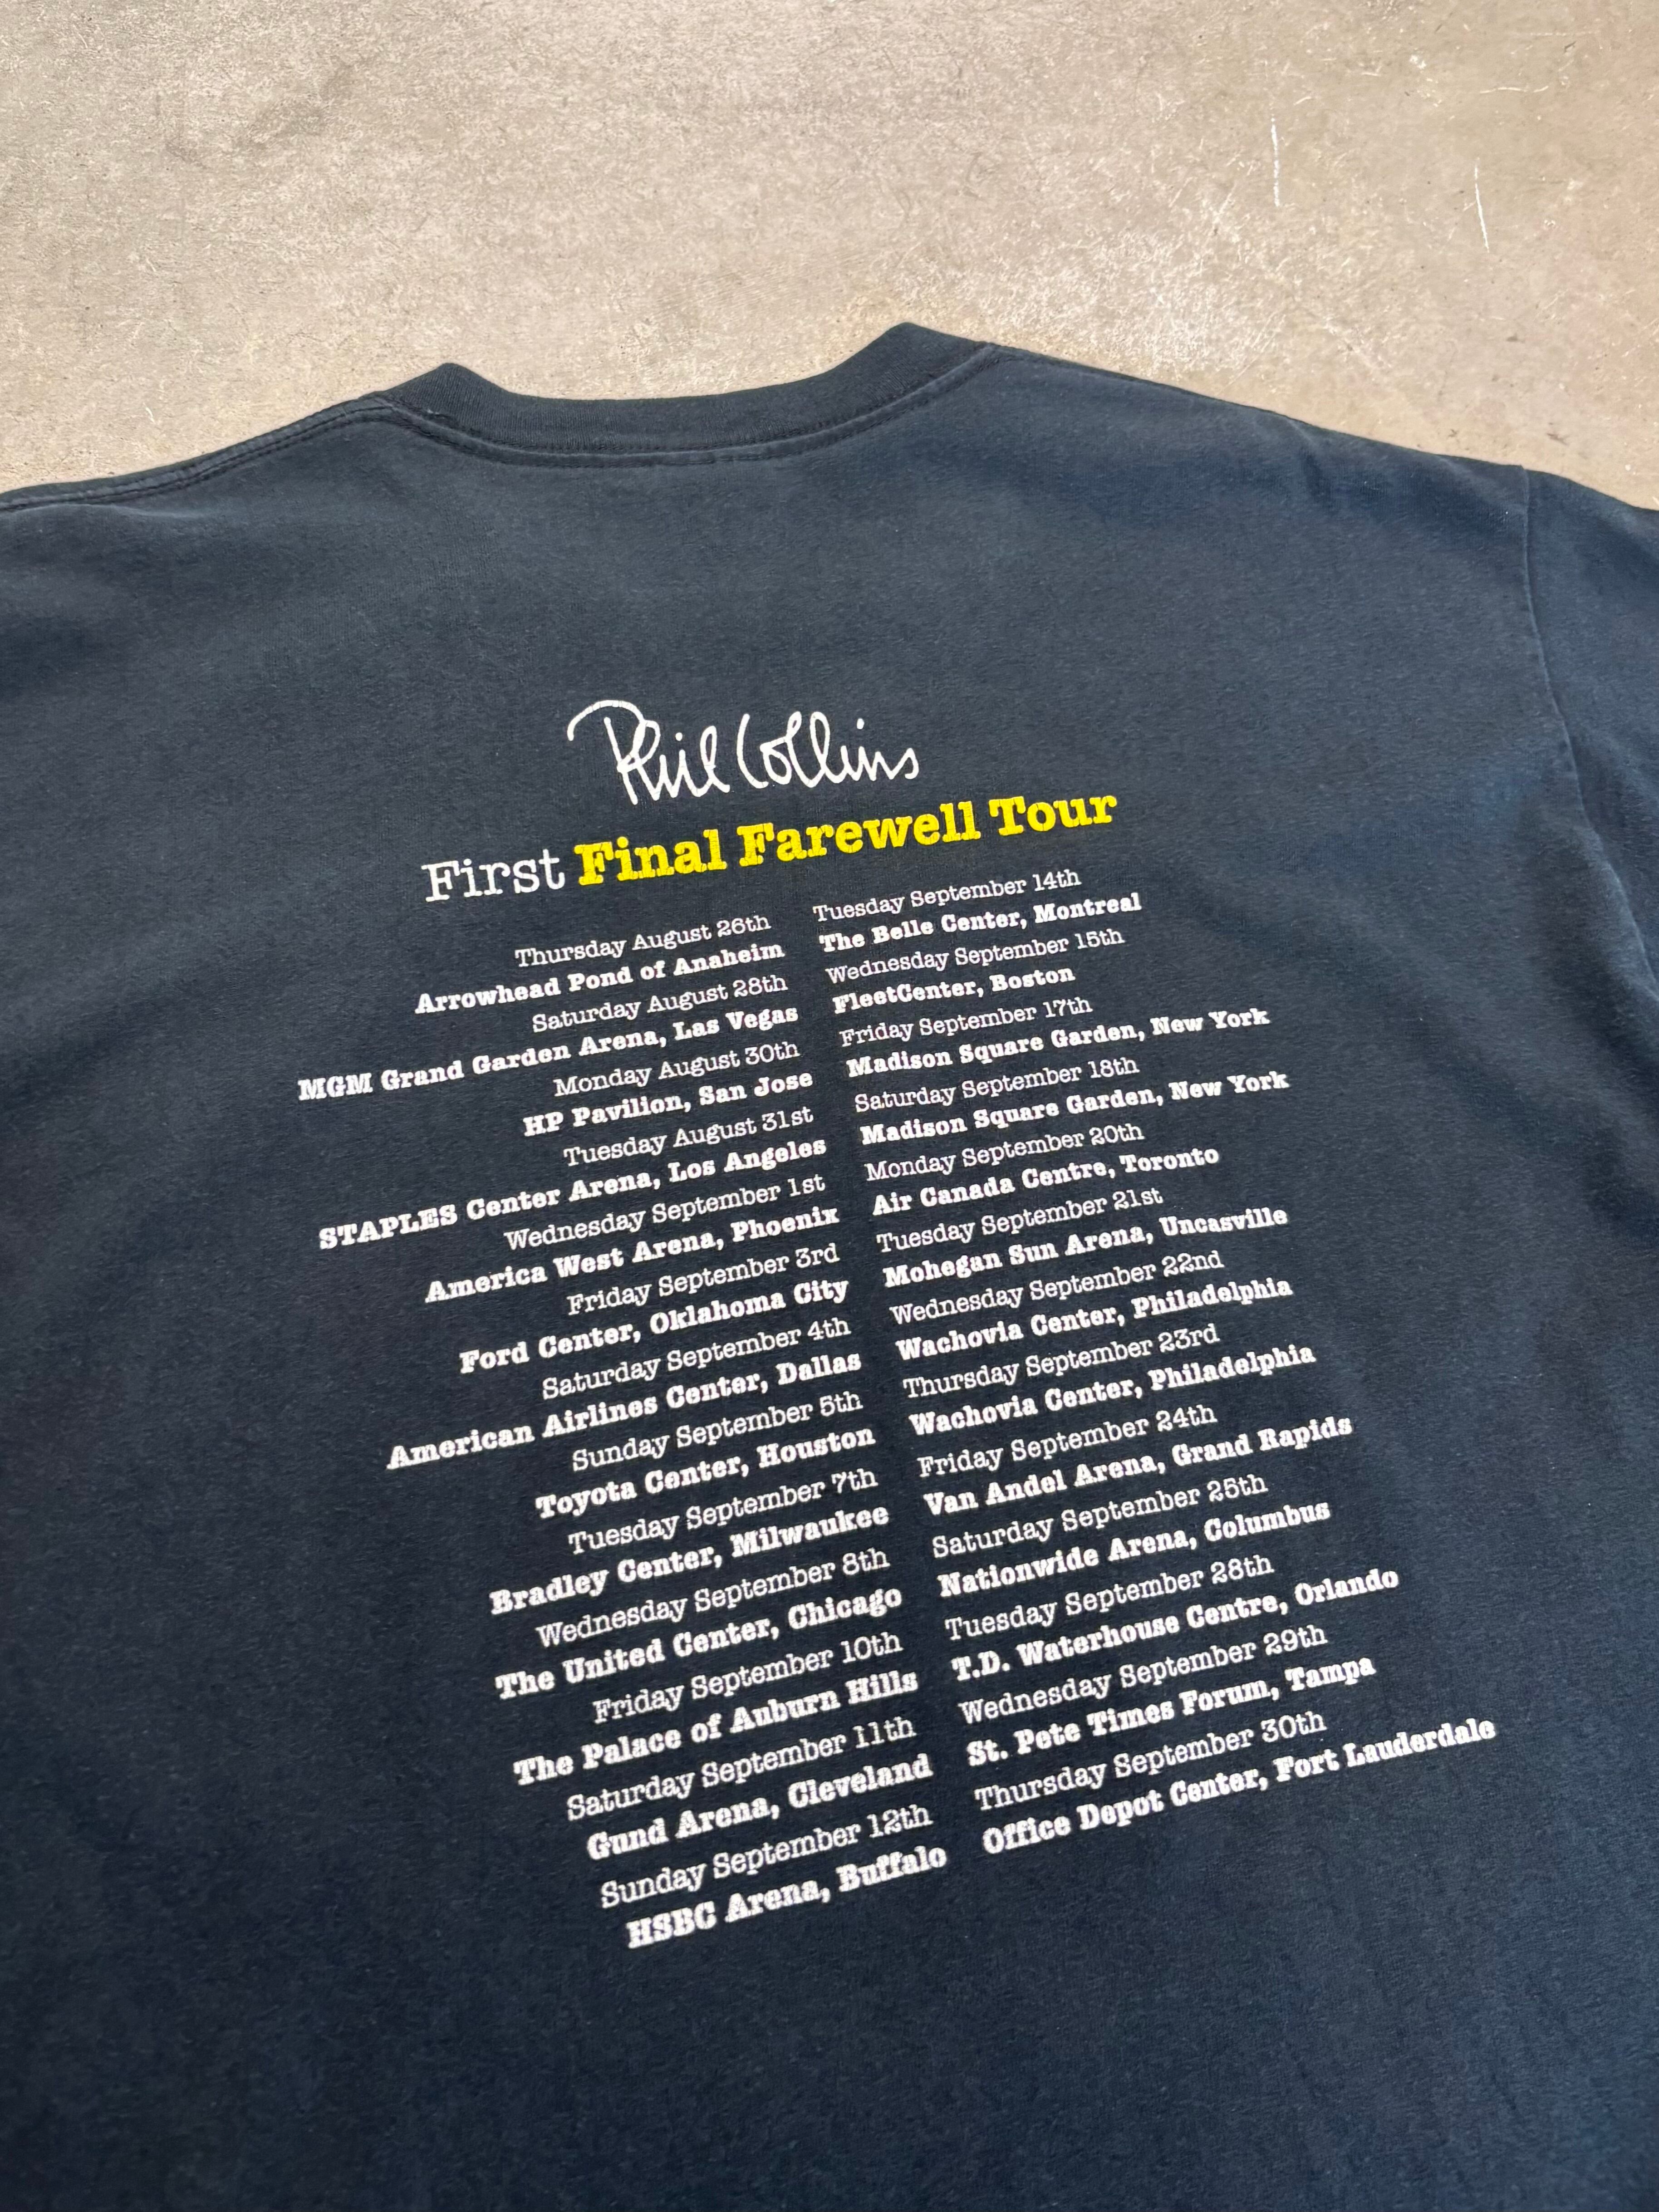 Phil Collins
First Final Farewell Tour
Thursday August 26th
Arrowhead Pond of Anaheim
Saturday August 28th
MGM Grand Garden Arena, Las Vegas
Monday August 30th
HP Pavilion, San Jose
Tuesday August 31st
STAPLES Center Arena, Los Angeles
Wednesday September 1st
America West Arena, Phoenix
Friday September 3rd
Ford Center, Oklahoma City
Saturday September 4th
American Airlines Center, Dallas
Sunday September 5th
Toyota Center, Houston
Tuesday September 7th
Bradley Center, Milwaukee
Wednesday September 8th
The United Center, Chicago
Friday September 10th
The Palace of Auburn Hills
Saturday September 11th
Gund Arena, Cleveland
Sunday September 12th
HSBC Arena, Buffalo
Tuesday September 14th
The Belle Center, Montreal
Wednesday September 15th
FleetCenter, Boston
Friday September 17th
Madison Square Garden, New York
Saturday September 18th
Madison Square Garden, New York
Monday September 20th
Air Canada Centre, Toronto
Tuesday September 21st
Mohegan Sun Arena, Uncasville
Wednesday September 22nd
Wachovia Center, Philadelphia
Thursday September 23rd
Wachovia Center, Philadelphia
Friday September 24th
Van Andel Arena, Grand Rapids
Saturday September 25th
Nationwide Arena, Columbus
Tuesday September 28th
T.D. Waterhouse Centre, Orlando
Wednesday September 29th
St. Pete Times Forum, Tampa
Thursday September 30th
Office Depot Center, Fort Lauderdale